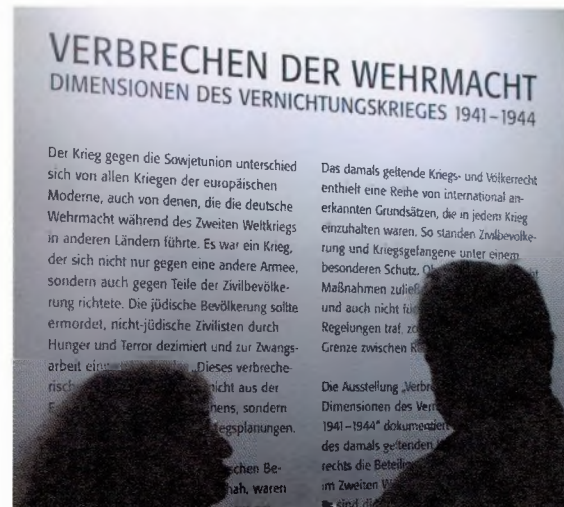 VERBRECHEN DER WEHRMACHT
DIMENSIONEN DES VERNICHTUNGSKRIEGES 1941–1944
Der Krieg gegen die Sowjetunion unterschied
sich von allen Kriegen der europäischen
Moderne, auch von denen, die die deutsche
Wehrmacht während des Zweiten Weltkriegs
in anderen Ländern führte. Es war ein Krieg,
der sich nicht nur gegen eine andere Armee,
sondern auch gegen Teile der Zivilbevölke-
rung richtete. Die jüdische Bevölkerung sollte
ermordet, nicht-jüdische Zivilisten durch
Hunger und Terror dezimiert und zur Zwangs-
arbeit „Dieses verbreche-
nicht aus der
sondern
schen Be-
waren
Das damals geltende Kriegs- und Völkerrecht
enthielt eine Reihe von international an-
erkannten Grundsätzen, die in jedem Krieg
einzuhalten waren. So standen Zivilbevölke-
rung und Kriegsgefangene unter einem
besonderen Schutz.
Maßnahmen
und auch nicht
Regelungen traf,
Grenze zwischen
Die Ausstellung
Dimensionen des
1941–1944" dokumentiert
des damals geltenden
rechts die
im Zweiten
sind